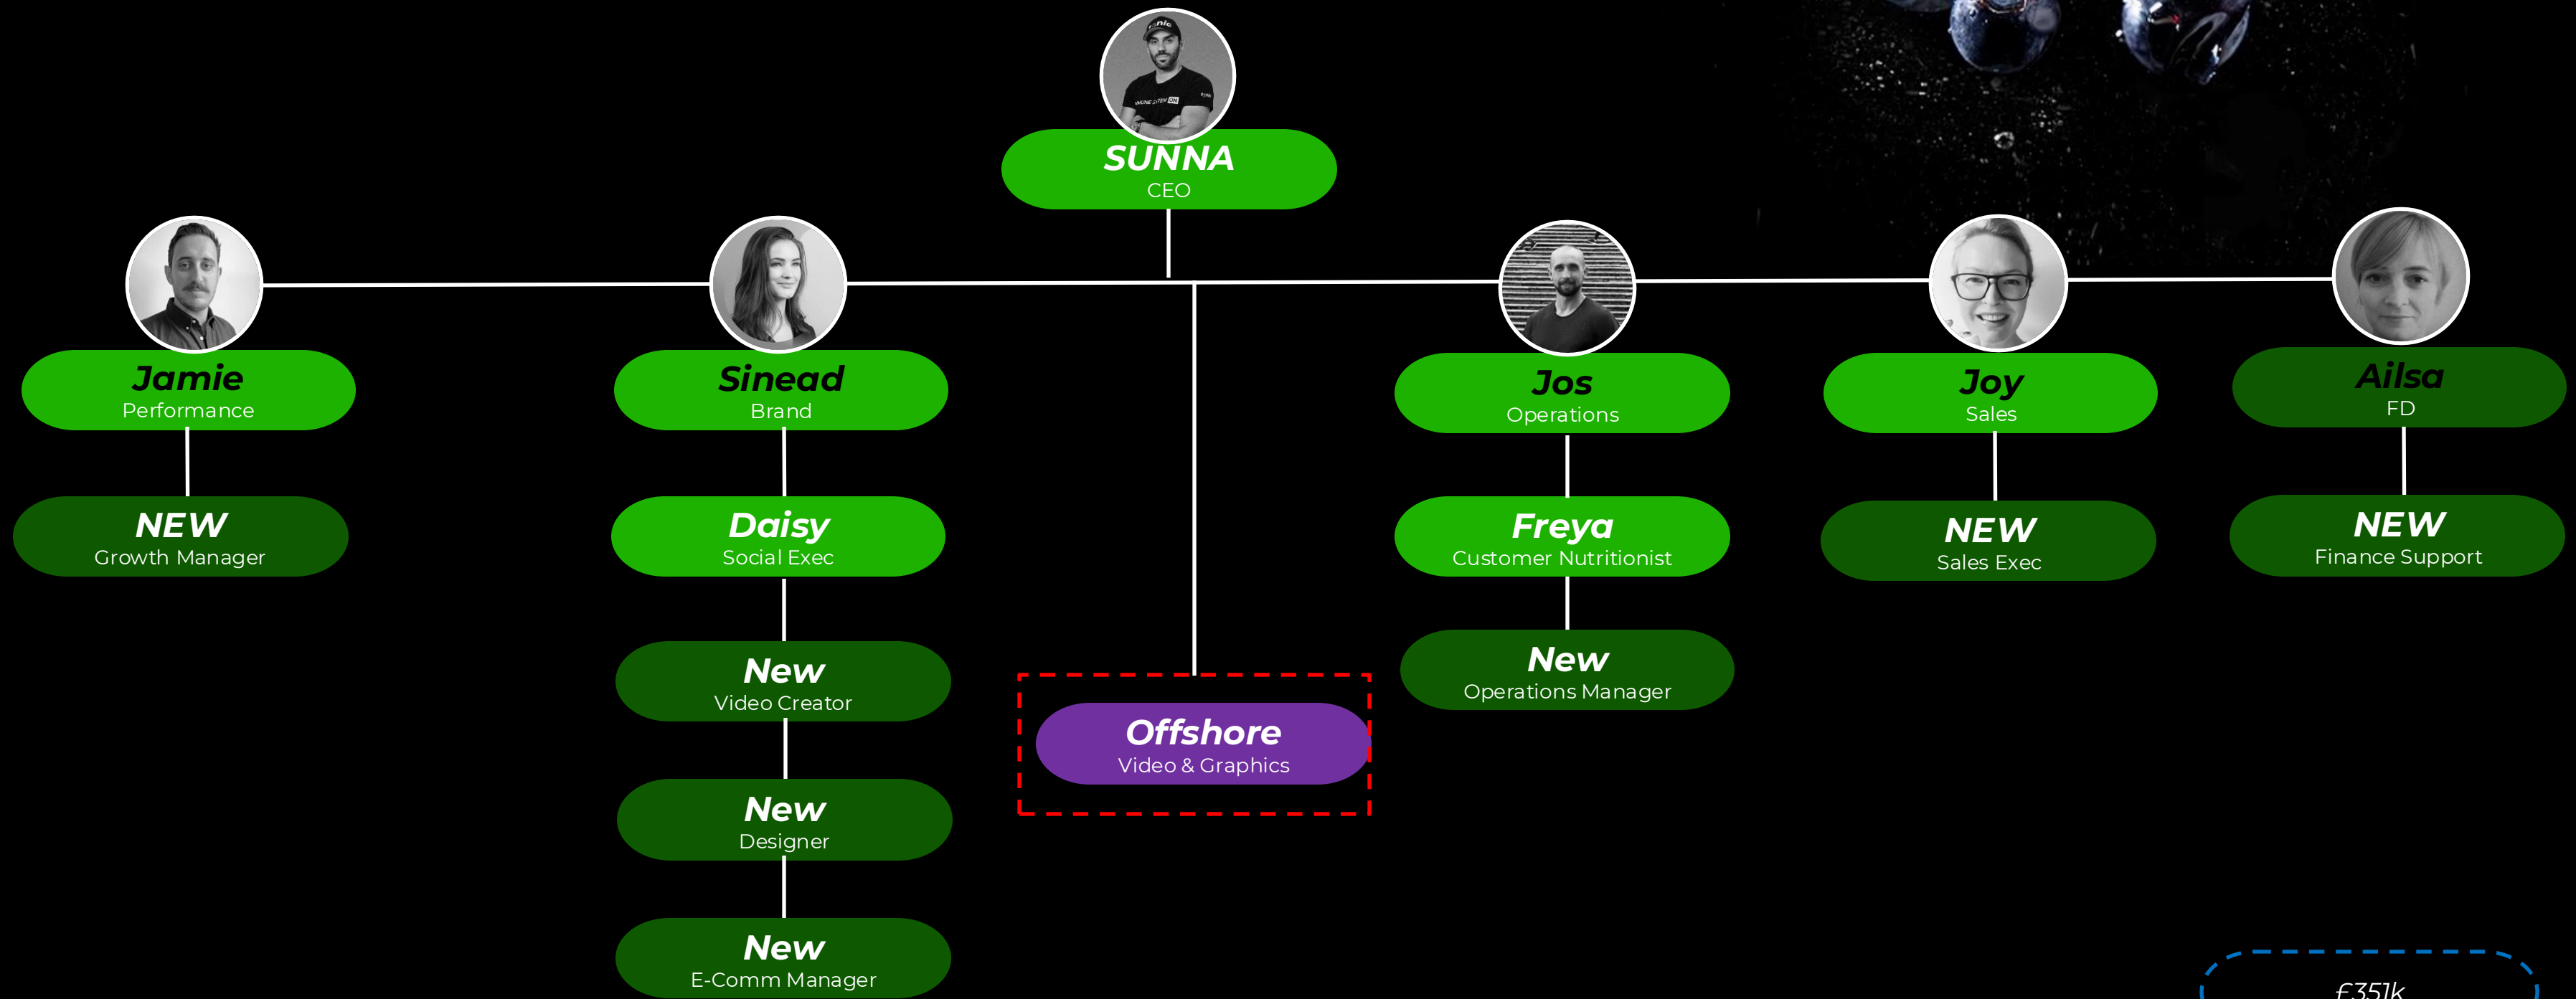 SUNNA
CEO
Jamie
Performance
Sinead
Brand
Jos
Operations
Joy
Sales
Ailsa
FD
NEW
Growth Manager
Daisy
Social Exec
Freya
Customer Nutritionist
NEW
Sales Exec
NEW
Finance Support
New
Video Creator
New
Operations Manager
Offshore
Video & Graphics
New
Designer
New
E-Comm Manager
£351k